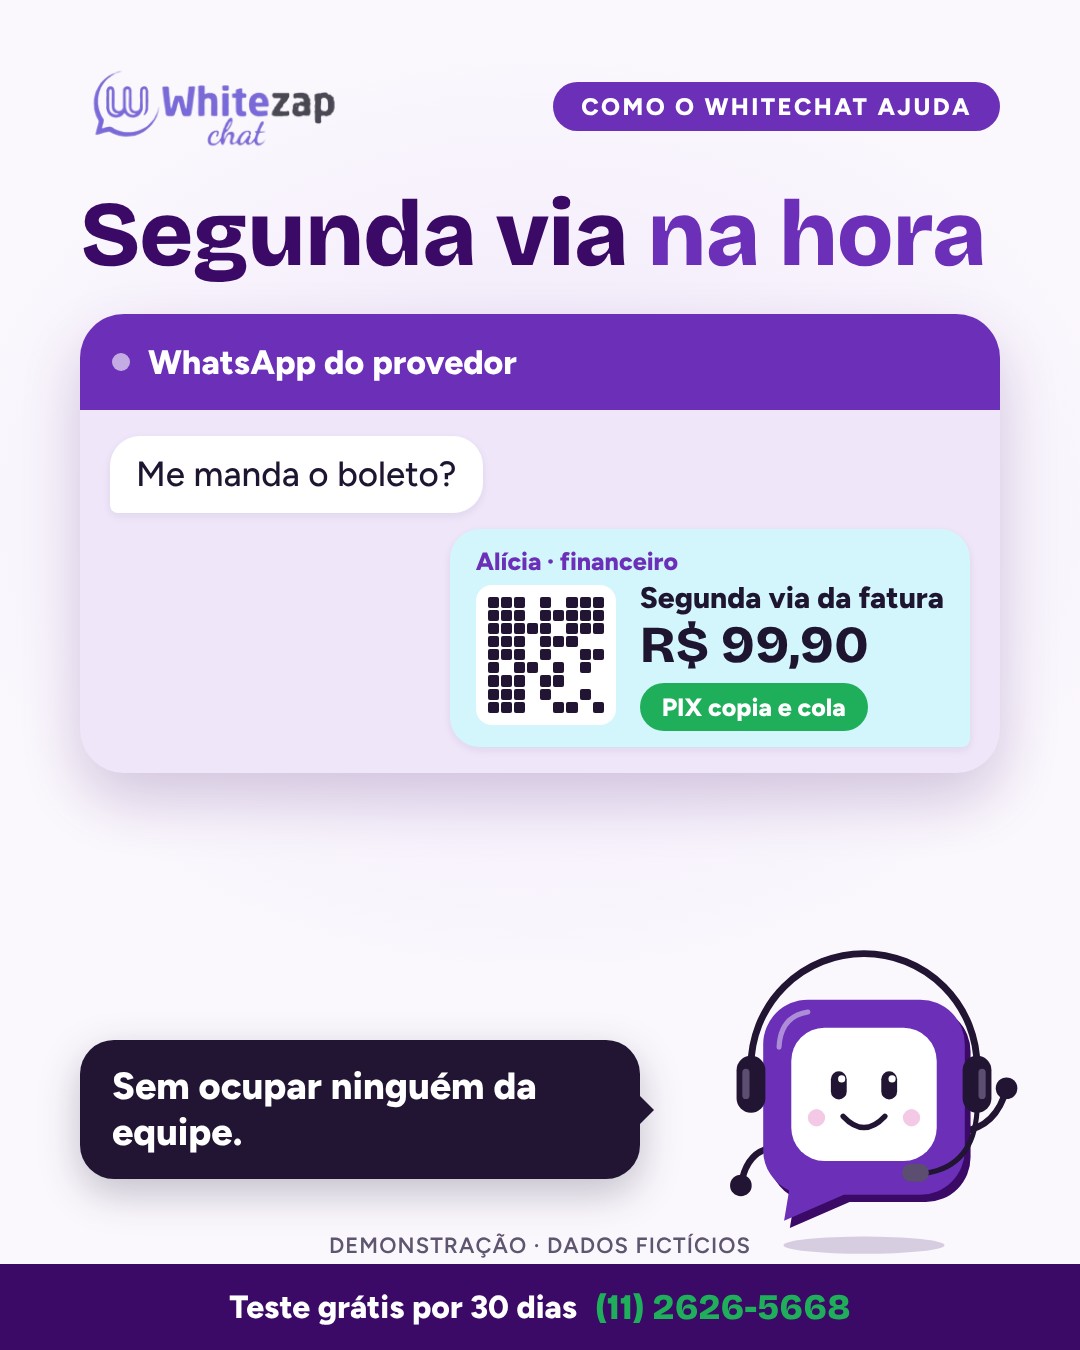 Whitezap
chat
COMO O WHITECHAT AJUDA
Segunda via na hora
WhatsApp do provedor
Me manda o boleto?
Alícia · financeiro
Segunda via da fatura
R$ 99,90
PIX copia e cola
Sem ocupar ninguém da
equipe.
DEMONSTRAÇÃO · DADOS FICTÍCIOS
Teste grátis por 30 dias (11) 2626-5668